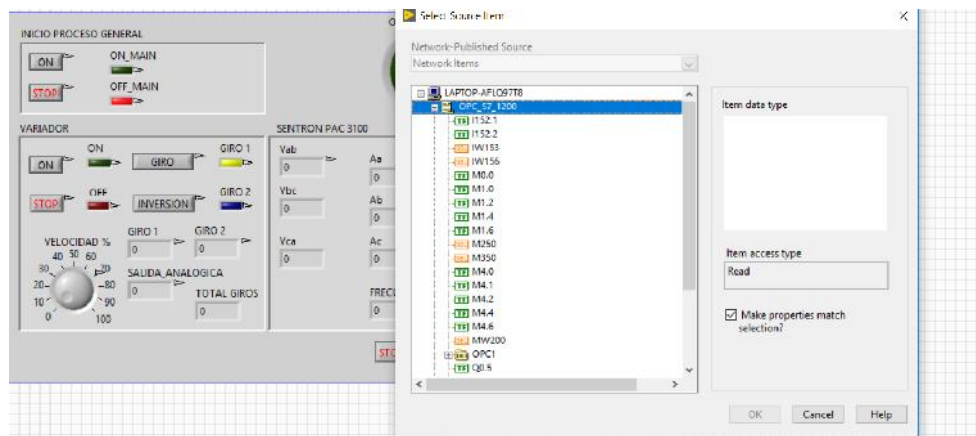 INICIO PROCESO GENERAL
ON
ON_MAIN
STOP
OFF_MAIN
VARIADOR
ON
ON
GIRO
GIRO 1
STOP
OFF
INVERSION
GIRO 2
VELOCIDAD %
0
10
20
30
40
50
60
80
90
100
GIRO 1
0
GIRO 2
0
SALIDA_ANALOGICA
0
TOTAL GIROS
0
SENTRON PAC 3100
Vab
0
Aa
0
Vbc
0
Ab
0
Vca
0
Ac
0
FRECU
0
STO
Select Source Item
Network-Published Source
Network Items
LAPTOP-AFLQ97T8
OPC_S7_1200
I152.1
I152.2
IW153
IW156
M0.0
M1.0
M1.2
M1.4
M1.6
M250
M350
M4.0
M4.1
M4.2
M4.4
M4.6
MW200
OPC1
Q0.5
Item data type
Item access type
Read
Make properties match
selection?
OK
Cancel
Help